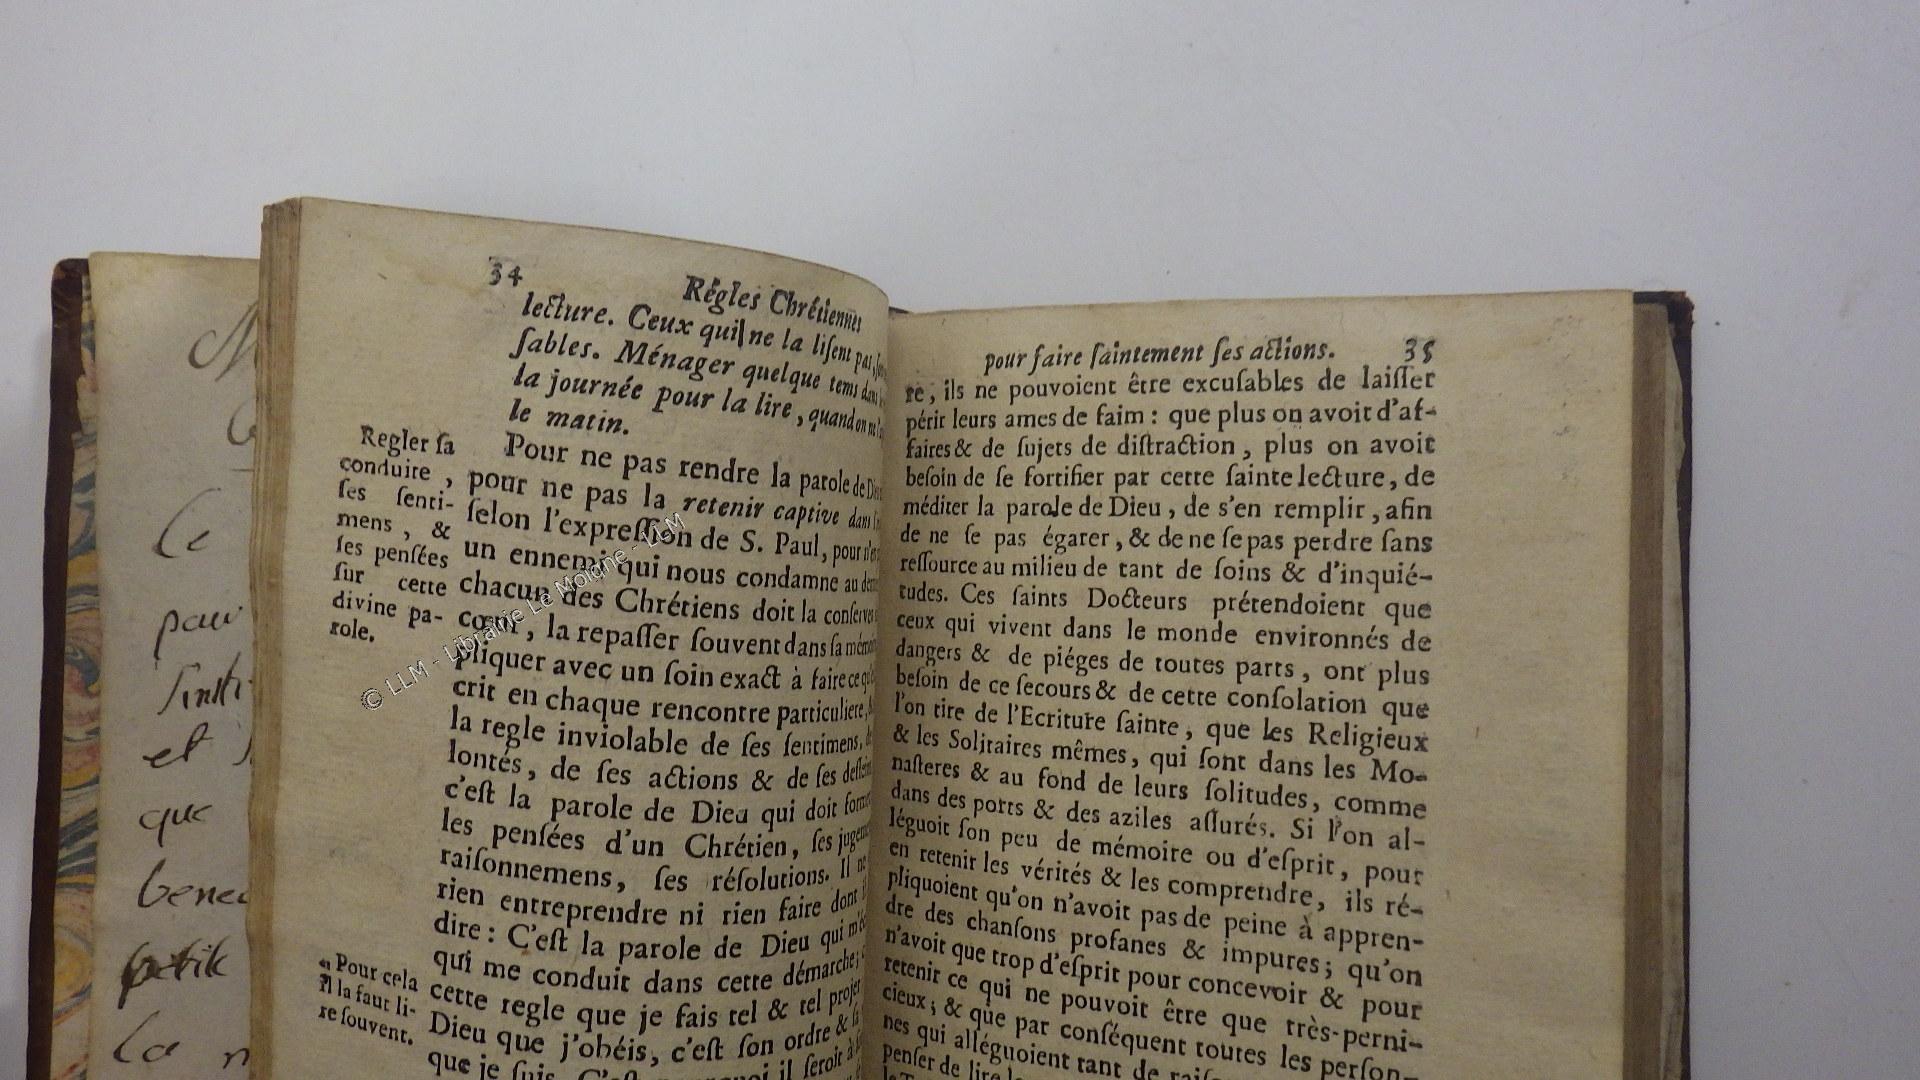 34 Régles Chrétiennes
lecture. Ceux qui ne la liſent pas,
ſables. Ménager quelque tems dans
la journée pour la lire, quand on ne
le matin.
Regler ſa
conduite,
ſes ſenti-
mens, &
ſes penſées
ſur cette
divine pa-
role.
Pour ne pas rendre la parole de
pour ne pas la retenir captive dans
ſelon l'expreſſion de S. Paul, pour
un ennemi qui nous condamne au
chacun des Chrétiens doit la
cœur, la repaſſer ſouvent dans ſa
pliquer avec un ſoin exact à faire ce
crit en chaque rencontre particuliere,
la regle inviolable de ſes ſentimens,
lontés, de ſes actions & de ſes
c'eſt la parole de Dieu qui doit
les penſées d'un Chrétien, ſes
raiſonnemens, ſes réſolutions. Il
rien entreprendre ni rien faire dont
dire: C'eſt la parole de Dieu qui
qui me conduit dans cette démarche;
cette regle que je fais tel & tel projet
Dieu que j'obéis, c'eſt ſon ordre &
que je ſuis. il ſeroit à
Pour cela
il la faut li-
re ſouvent.
pour faire ſaintement ſes actions. 35
re, ils ne pouvoient être excuſables de laiſſer
périr leurs ames de faim: que plus on avoit d'af-
faires & de ſujets de diſtraction, plus on avoit
beſoin de ſe fortifier par cette ſainte lecture, de
méditer la parole de Dieu, de s'en remplir, afin
de ne ſe pas égarer, & de ne ſe pas perdre ſans
reſſource au milieu de tant de ſoins & d'inquié-
tudes. Ces ſaints Docteurs prétendoient que
ceux qui vivent dans le monde environnés de
dangers & de piéges de toutes parts, ont plus
beſoin de ce ſecours & de cette conſolation que
l'on tire de l'Ecriture ſainte, que les Religieux
& les Solitaires mêmes, qui ſont dans les Mo-
naſteres & au fond de leurs ſolitudes, comme
dans des ports & des aziles aſſurés. Si l'on al-
léguoit ſon peu de mémoire ou d'eſprit, pour
en retenir les vérités & les comprendre, ils ré-
pliquoient qu'on n'avoit pas de peine à appren-
dre des chanſons profanes & impures; qu'on
n'avoit que trop d'eſprit pour concevoir & pour
retenir ce qui ne pouvoit être que très-perni-
cieux; & que par conſéquent toutes les perſon-
nes qui alléguoient tant de
penſer de lire
pour
et
que
petite
la
© LLM - Librairie Le Moldne - LLM